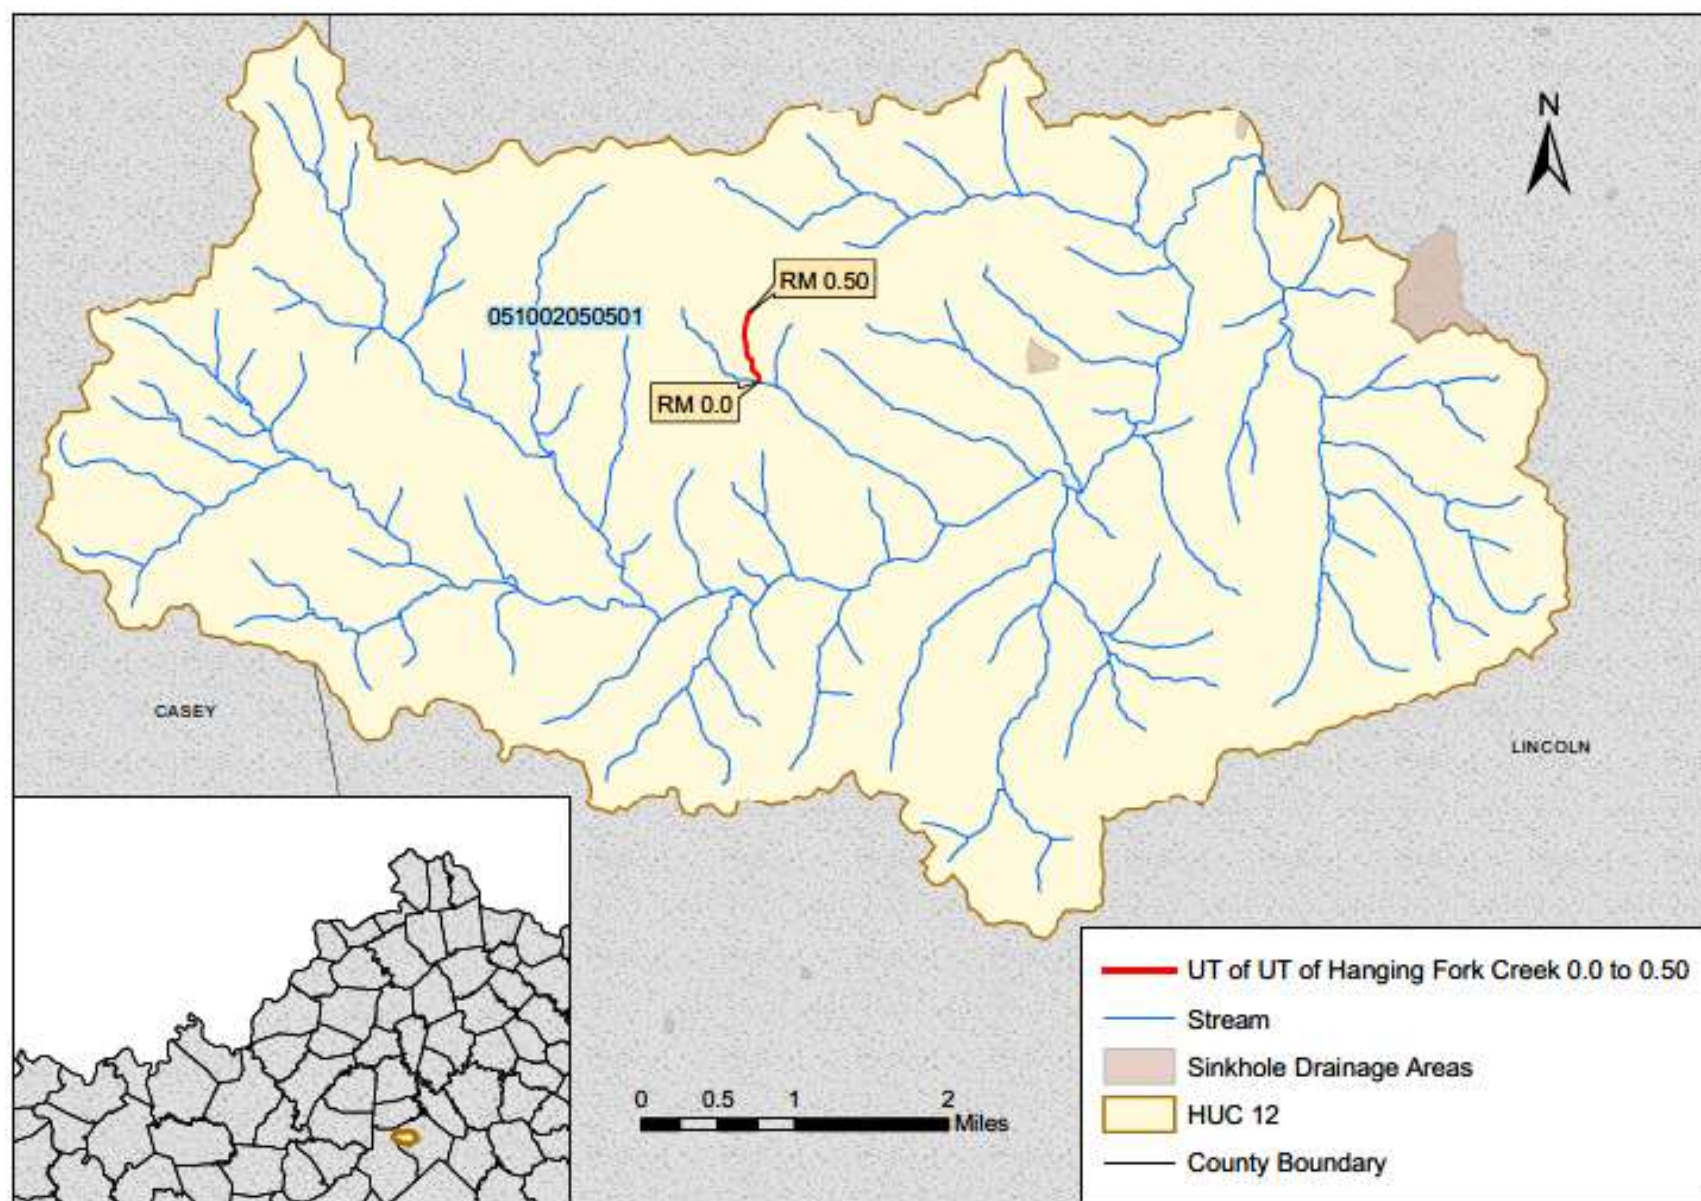 N
RM 0.50
051002050501
RM 0.0
CASEY
LINCOLN
UT of UT of Hanging Fork Creek 0.0 to 0.50
Stream
Sinkhole Drainage Areas
HUC 12
County Boundary
0 0.5 1 2
Miles